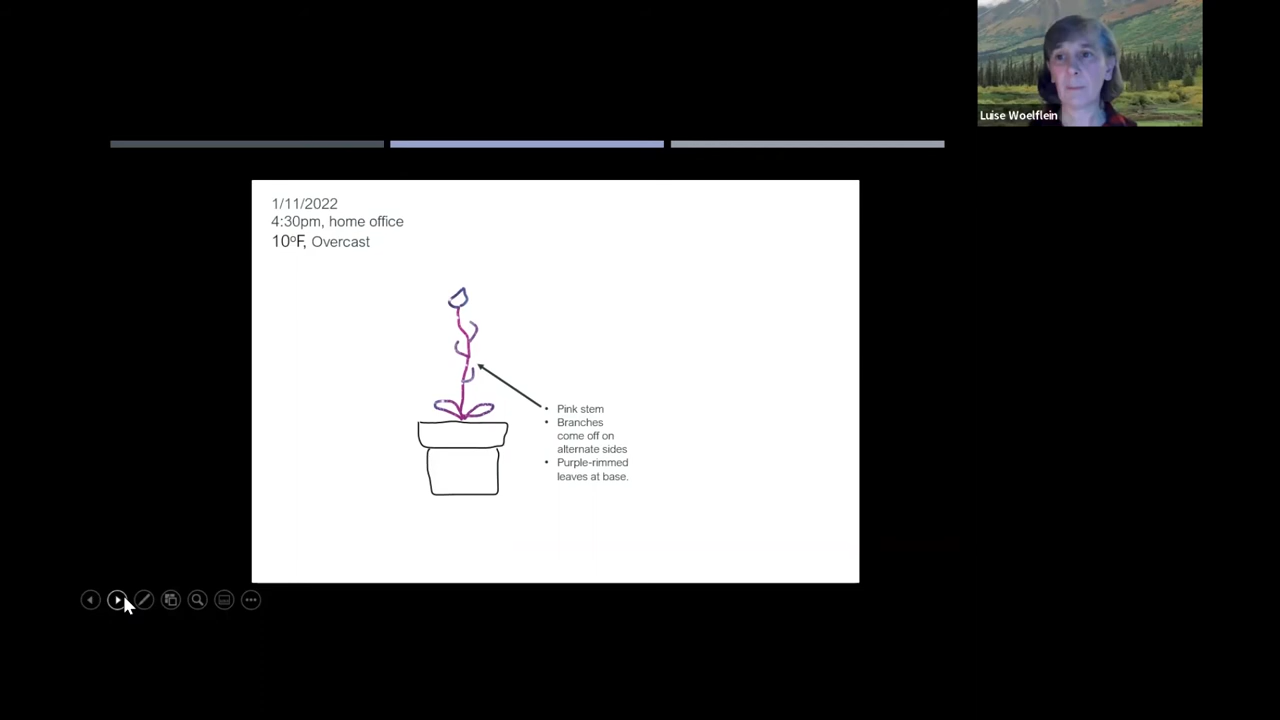 Luise Woelflein
1/11/2022
4:30pm, home office
10ºF, Overcast
• Pink stem
• Branches
come off on
alternate sides
• Purple-rimmed
leaves at base.